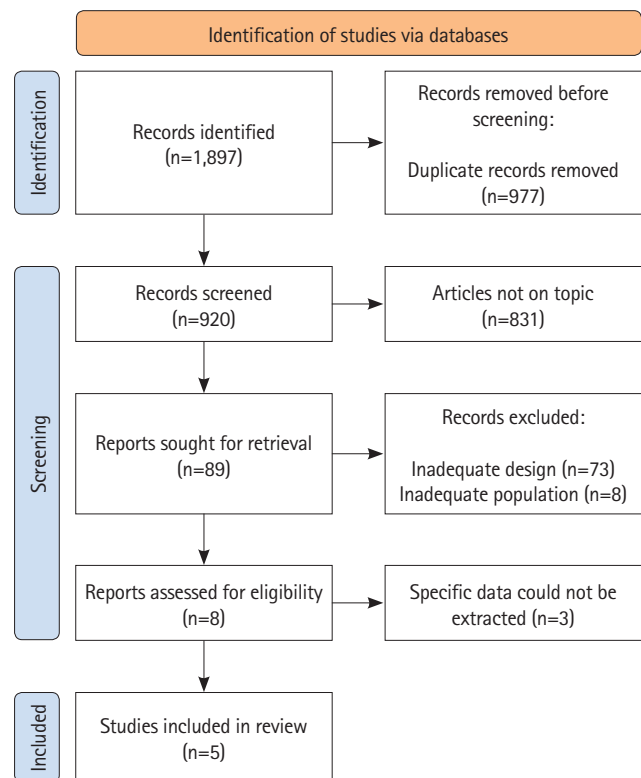 Identification of studies via databases
Identification
Records identified
(n=1,897)
Records removed before
screening:
Duplicate records removed
(n=977)
Screening
Records screened
(n=920)
Articles not on topic
(n=831)
Reports sought for retrieval
(n=89)
Records excluded:
Inadequate design (n=73)
Inadequate population (n=8)
Reports assessed for eligibility
(n=8)
Specific data could not be
extracted (n=3)
Included
Studies included in review
(n=5)